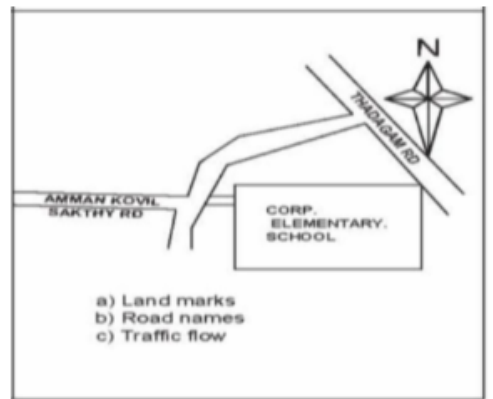 N
THADAGAM RD
AMMAN KOVIL
SAKTHY RD
CORP.
ELEMENTARY.
SCHOOL
a) Land marks
b) Road names
c) Traffic flow